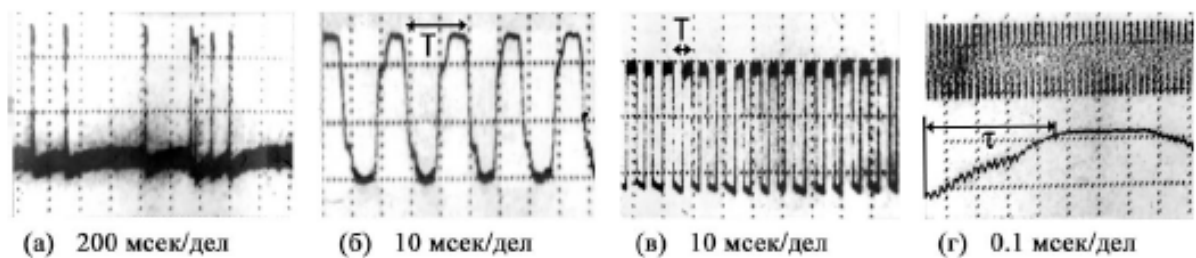 T
T
τ
(а) 200 мсек/дел
(б) 10 мсек/дел
(в) 10 мсек/дел
(г) 0.1 мсек/дел